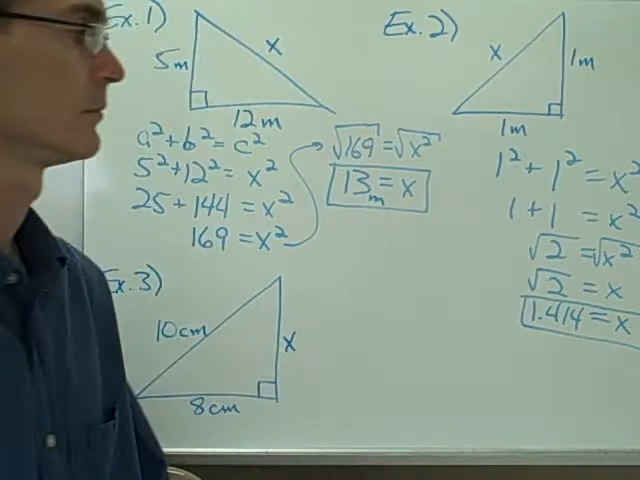 Ex. 1)
5m
x
12m
a²+b²=c²
5²+12²=x²
25+144=x²
169=x²
√169=√x²
13m=x
Ex. 2)
x
1m
1m
1²+1²=x²
1+1=x²
√2=√x²
√2=x
1.414=x
Ex. 3)
10cm
x
8cm